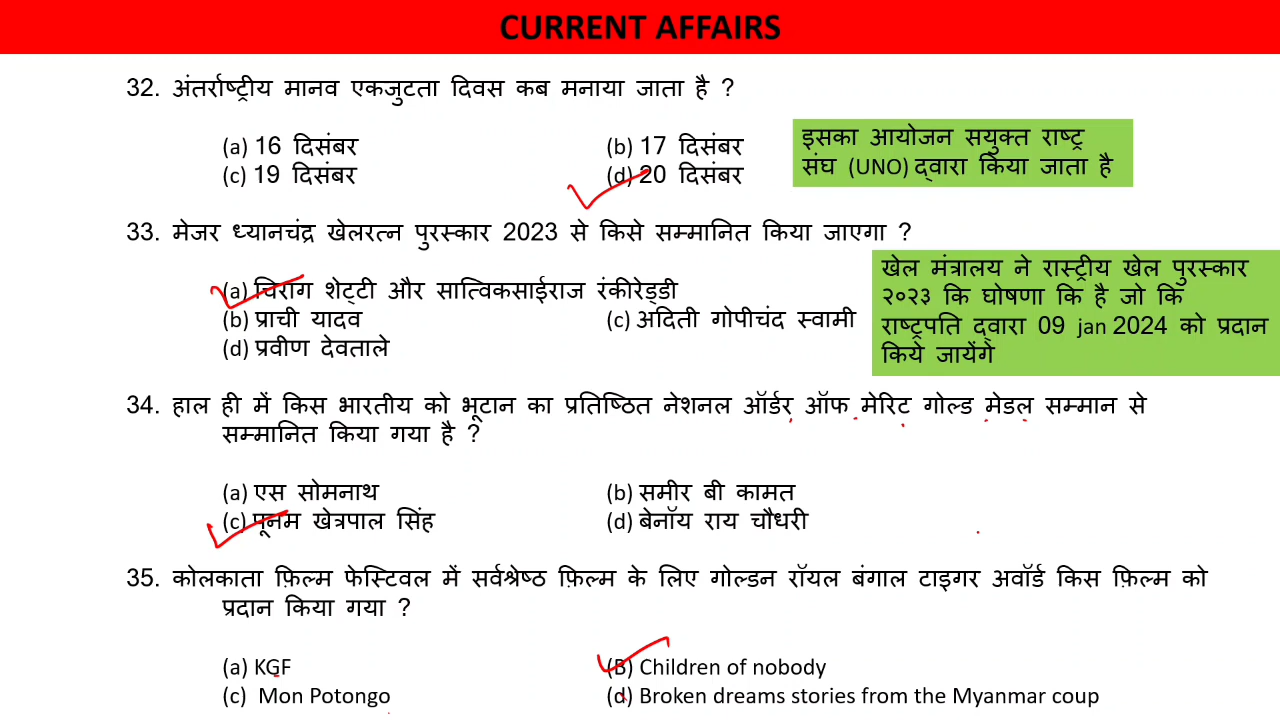 CURRENT AFFAIRS
32. अंतर्राष्ट्रीय मानव एकजुटता दिवस कब मनाया जाता है ?
(a) 16 दिसंबर (b) 17 दिसंबर
(c) 19 दिसंबर (d) 20 दिसंबर
इसका आयोजन सयुक्त राष्ट्र
संघ (UNO) द्वारा किया जाता है
33. मेजर ध्यानचंद्र खेलरत्न पुरस्कार 2023 से किसे सम्मानित किया जाएगा ?
(a) चिराग शेट्टी और सात्विकसाईराज रंकीरेड्डी
(b) प्राची यादव (c) अदिती गोपीचंद स्वामी
(d) प्रवीण देवताले
खेल मंत्रालय ने रास्ट्रीय खेल पुरस्कार
२०२३ कि घोषणा कि है जो कि
राष्ट्रपति द्वारा 09 jan 2024 को प्रदान
किये जायेंगे
34. हाल ही में किस भारतीय को भूटान का प्रतिष्ठित नेशनल ऑर्डर ऑफ मेरिट गोल्ड मेडल सम्मान से
सम्मानित किया गया है ?
(a) एस सोमनाथ (b) समीर बी कामत
(c) पूनम खेत्रपाल सिंह (d) बेनॉय राय चौधरी
35. कोलकाता फ़िल्म फेस्टिवल में सर्वश्रेष्ठ फ़िल्म के लिए गोल्डन रॉयल बंगाल टाइगर अवॉर्ड किस फ़िल्म को
प्रदान किया गया ?
(a) KGF (B) Children of nobody
(c) Mon Potongo (d) Broken dreams stories from the Myanmar coup